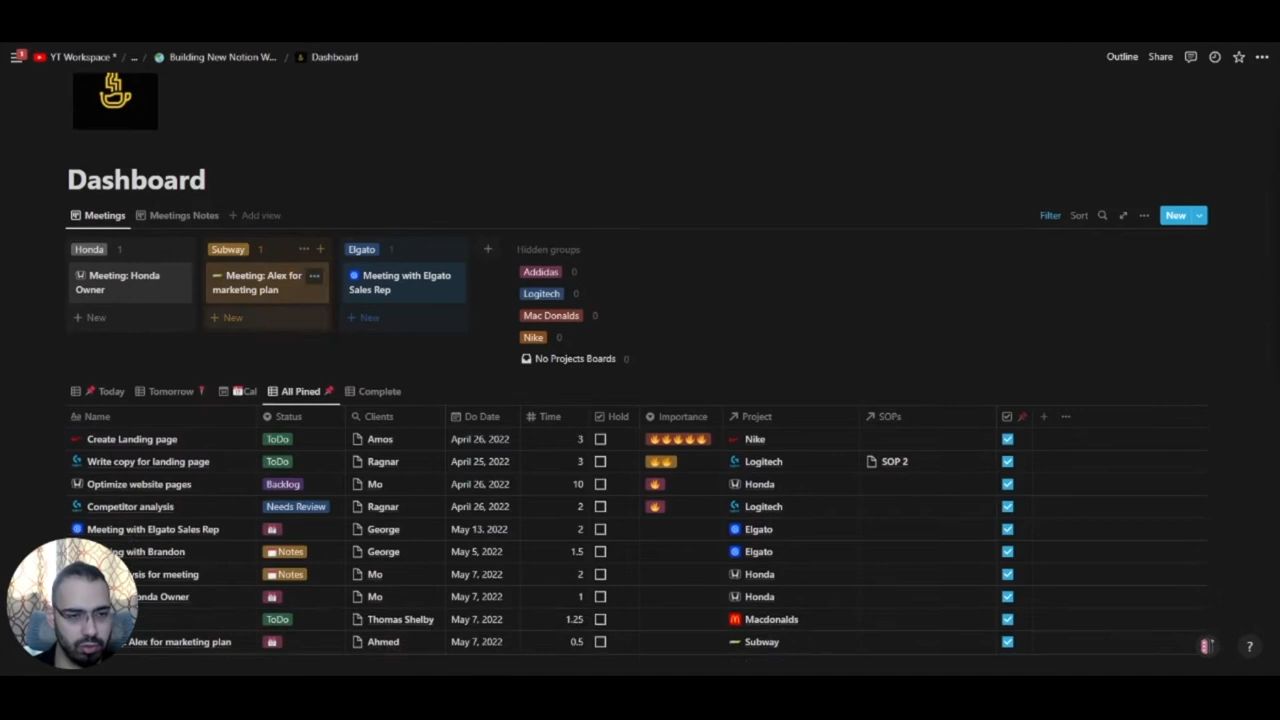 1 YT Workspace * / ... / Building New Notion W... / Dashboard Outline Share
Dashboard
Meetings Meetings Notes + Add view Filter Sort New
Honda 1 Subway 1 Elgato 1 Hidden groups
Meeting: Honda Owner
Meeting: Alex for marketing plan
Meeting with Elgato Sales Rep
+ New + New + New
Addidas 0
Logitech 0
Mac Donalds 0
Nike 0
No Projects Boards 0
Today Tomorrow Cal All Pined Complete
Name Status Clients Do Date Time Hold Importance Project SOPs
Create Landing page ToDo Amos April 26, 2022 3 Nike
Write copy for landing page ToDo Ragnar April 25, 2022 3 Logitech SOP 2
Optimize website pages Backlog Mo April 26, 2022 10 Honda
Competitor analysis Needs Review Ragnar April 26, 2022 2 Logitech
Meeting with Elgato Sales Rep George May 13, 2022 2 Elgato
with Brandon Notes George May 5, 2022 1.5 Elgato
for meeting Notes Mo May 7, 2022 2 Honda
Owner Mo May 7, 2022 1 Honda
ToDo Thomas Shelby May 7, 2022 1.25 Macdonalds
Alex for marketing plan Ahmed May 7, 2022 0.5 Subway
?